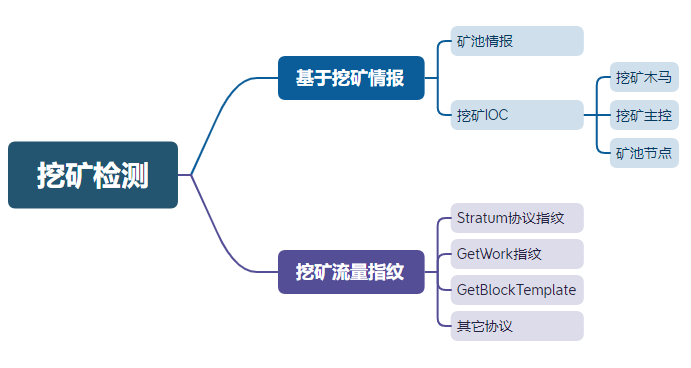 挖矿检测
基于挖矿情报
矿池情报
挖矿IOC
挖矿木马
挖矿主控
矿池节点
挖矿流量指纹
Stratum协议指纹
GetWork指纹
GetBlockTemplate
其它协议